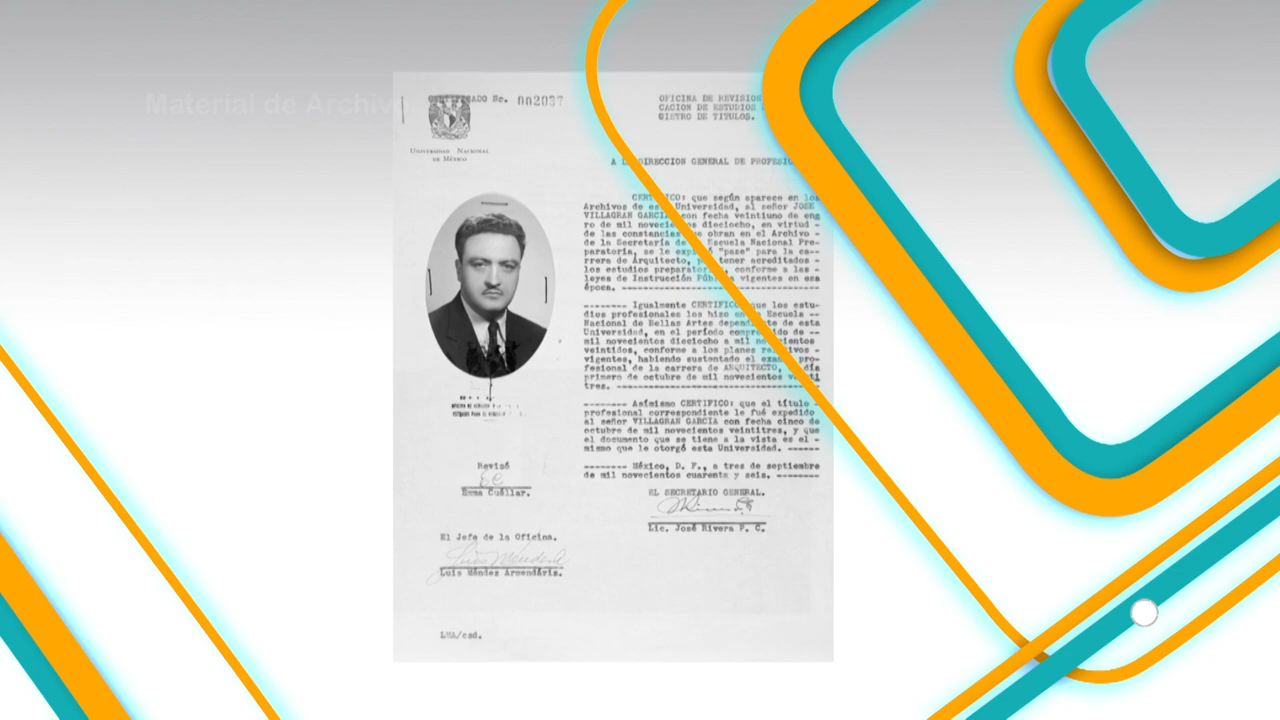 Material de Archivo
CERTIFICADO No. 002037
UNIVERSIDAD NACIONAL
DE MÉXICO
OFICINA DE REVISION
CACION DE ESTUDIOS
GISTRO DE TITULOS.
A LA DIRECCION GENERAL DE PROFESIO
CERTIFICO: que según aparece en los
Archivos de esta Universidad, al señor JOSE
VILLAGRAN GARCIA con fecha veintiuno de ene
ro de mil novecientos dieciocho, en virtud -
de las constancias que obran en el Archivo -
de la Secretaría de la Escuela Nacional Pre-
paratoria, se le expidió "pase" para la ca--
rrera de Arquitecto, por tener acreditados -
los estudios preparatorios, conforme a las -
leyes de Instrucción Pública vigentes en esa
época. -----------------------------
-------- Igualmente CERTIFICO: que los estu-
dios profesionales los hizo en la Escuela --
Nacional de Bellas Artes dependiente de esta
Universidad, en el período comprendido de --
mil novecientos dieciocho a mil novecientos
veintidos, conforme a los planes relativos -
vigentes, habiendo sustentado el examen pro-
fesional de la carrera de ARQUITECTO, el día
primero de octubre de mil novecientos veinti
tres. ------------------------------
-------- Asímismo CERTIFICO: que el título -
profesional correspondiente le fué expedido
al señor VILLAGRAN GARCIA con fecha cinco de
octubre de mil novecientos veintitres, y que
el documento que se tiene a la vista es el -
mismo que le otorgó esta Universidad. ------
-------- México, D. F., a tres de septiembre
de mil novecientos cuarenta y seis. --------
Revisó
EC
Emma Cuéllar.
EL SECRETARIO GENERAL.
Lic. José Rivera P. C.
El Jefe de la Oficina.
Luis Méndez Armendáriz.
LMA/csd.